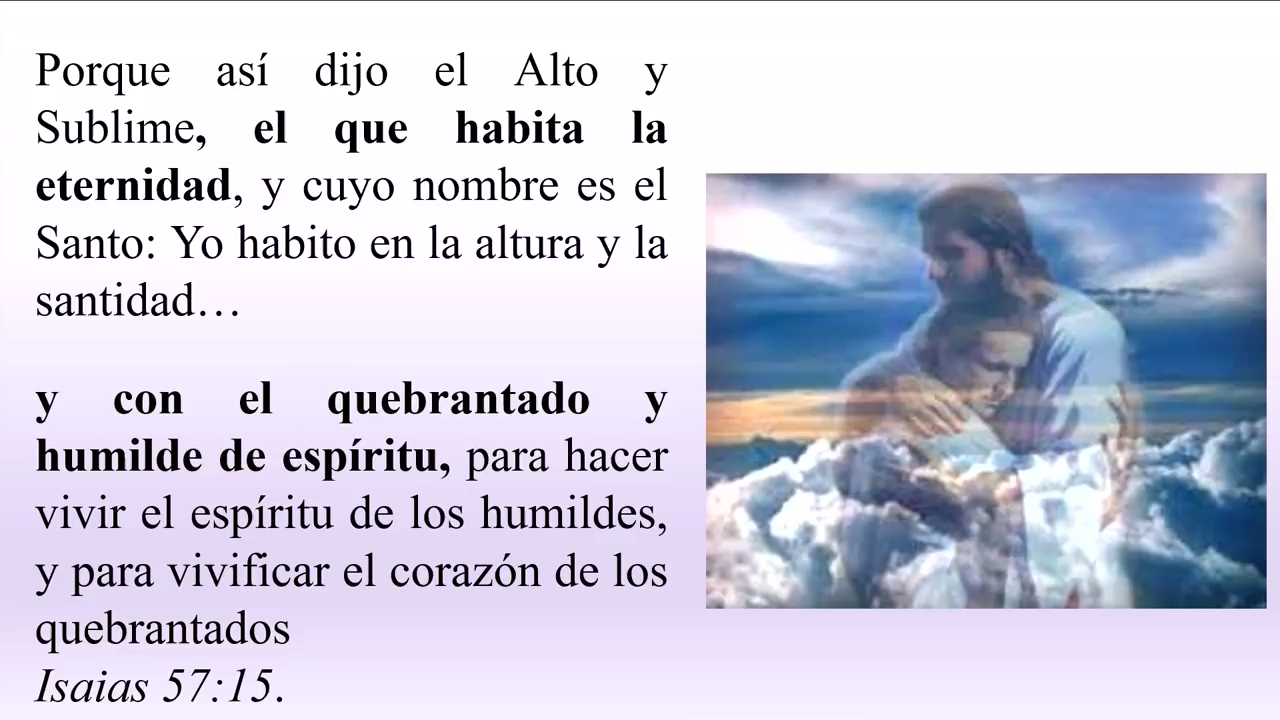 Porque así dijo el Alto y
Sublime, el que habita la
eternidad, y cuyo nombre es el
Santo: Yo habito en la altura y la
santidad…
y con el quebrantado y
humilde de espíritu, para hacer
vivir el espíritu de los humildes,
y para vivificar el corazón de los
quebrantados
Isaias 57:15.